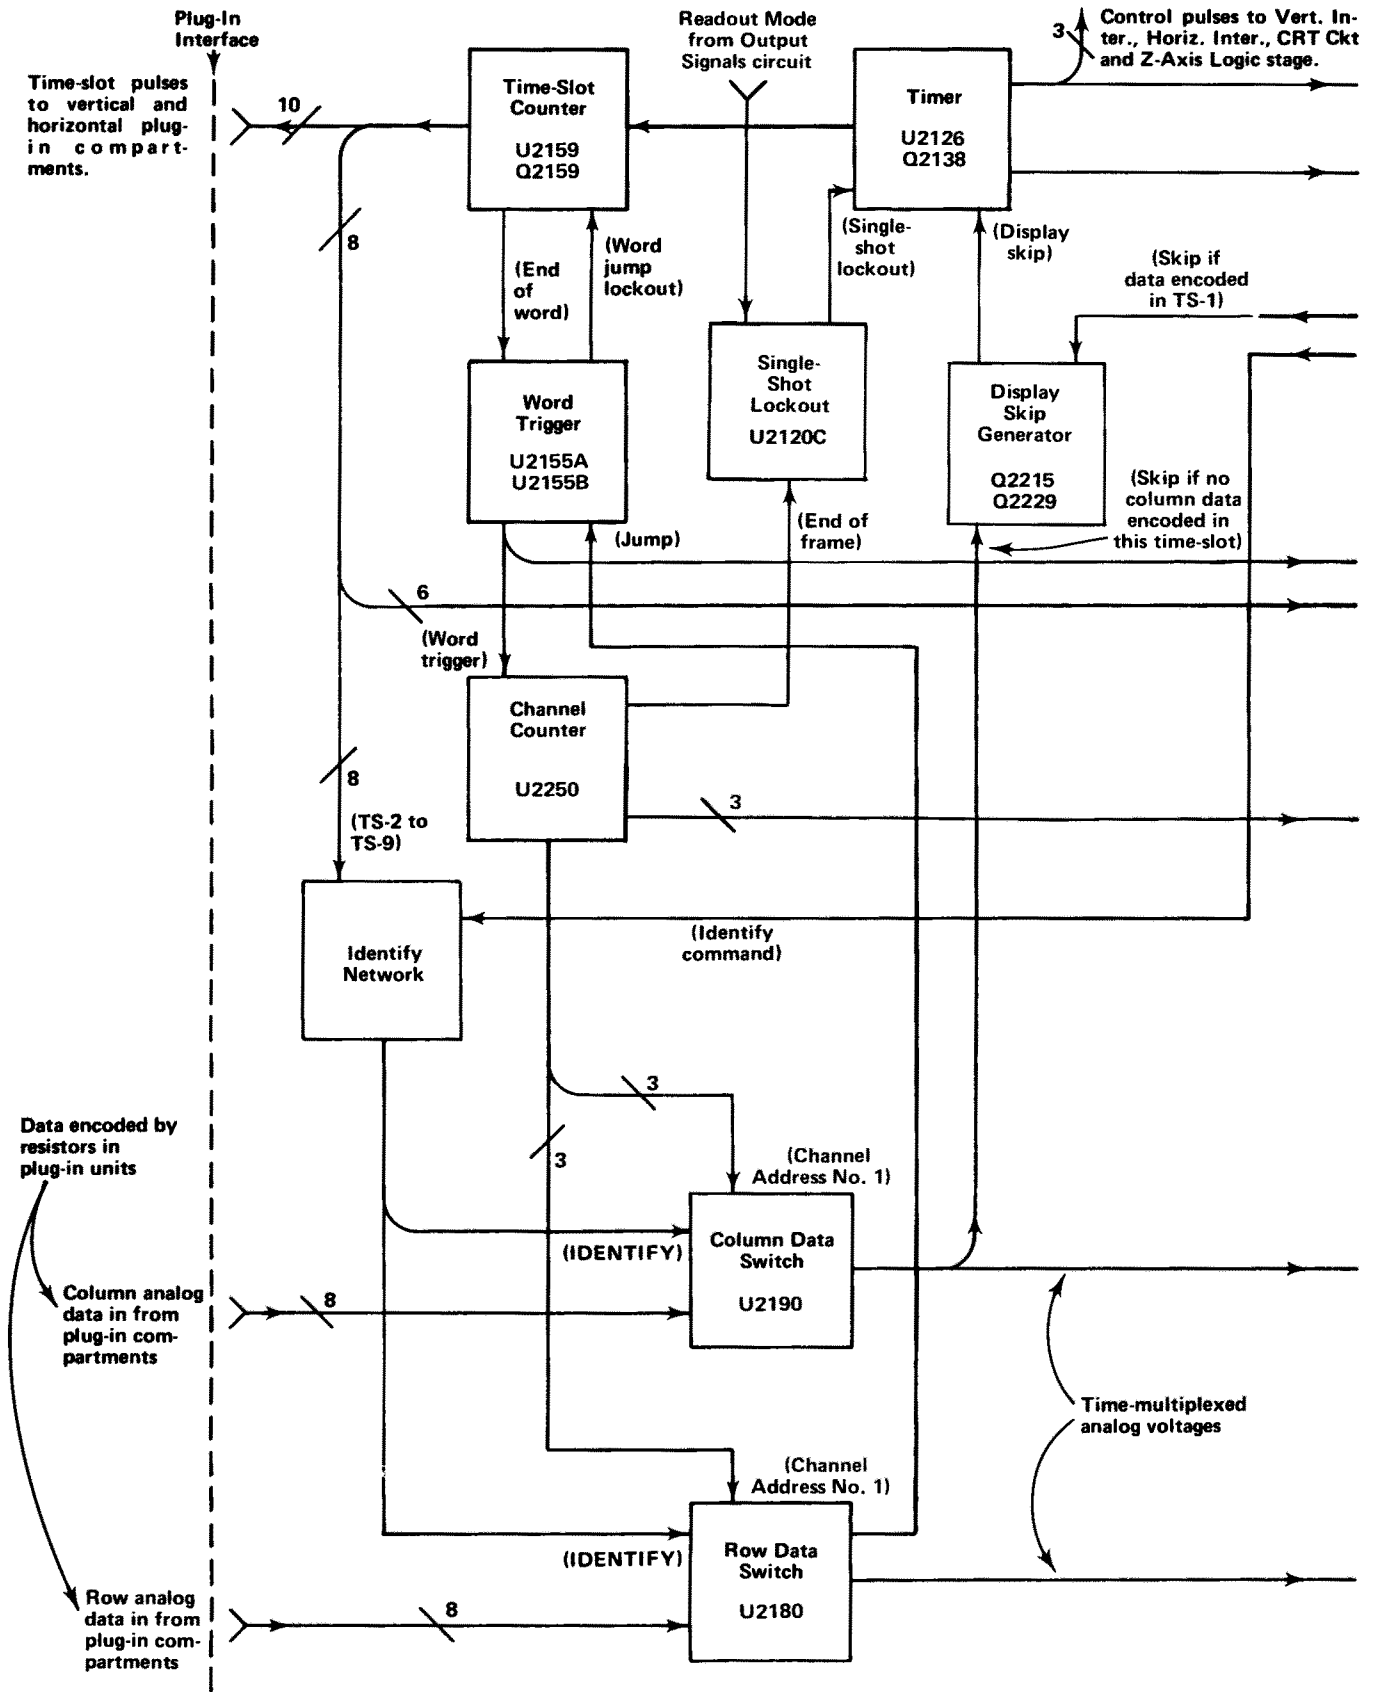 Plug-In
Interface
Readout Mode
from Output
Signals circuit
3
Control pulses to Vert. In-
ter., Horiz. Inter., CRT Ckt
and Z-Axis Logic stage.
Time-slot pulses
to vertical and
horizontal plug-
in compart-
ments.
10
Time-Slot
Counter
U2159
Q2159
Timer
U2126
Q2138
8
(End
of
word)
(Word
jump
lockout)
(Single-
shot
lockout)
(Display
skip)
(Skip if
data encoded
in TS-1)
Word
Trigger
U2155A
U2155B
Single-
Shot
Lockout
U2120C
Display
Skip
Generator
Q2215
Q2229
(Skip if no
column data
encoded in
this time-slot)
(Jump)
(End of
frame)
6
(Word
trigger)
Channel
Counter
U2250
8
3
(TS-2 to
TS-9)
Identify
Network
(Identify
command)
3
3
Data encoded by
resistors in
plug-in units
(Channel
Address No. 1)
(IDENTIFY)
Column Data
Switch
U2190
Column analog
data in from
plug-in com-
partments
8
Time-multiplexed
analog voltages
(Channel
Address No. 1)
(IDENTIFY)
Row Data
Switch
U2180
Row analog
data in from
plug-in com-
partments
8